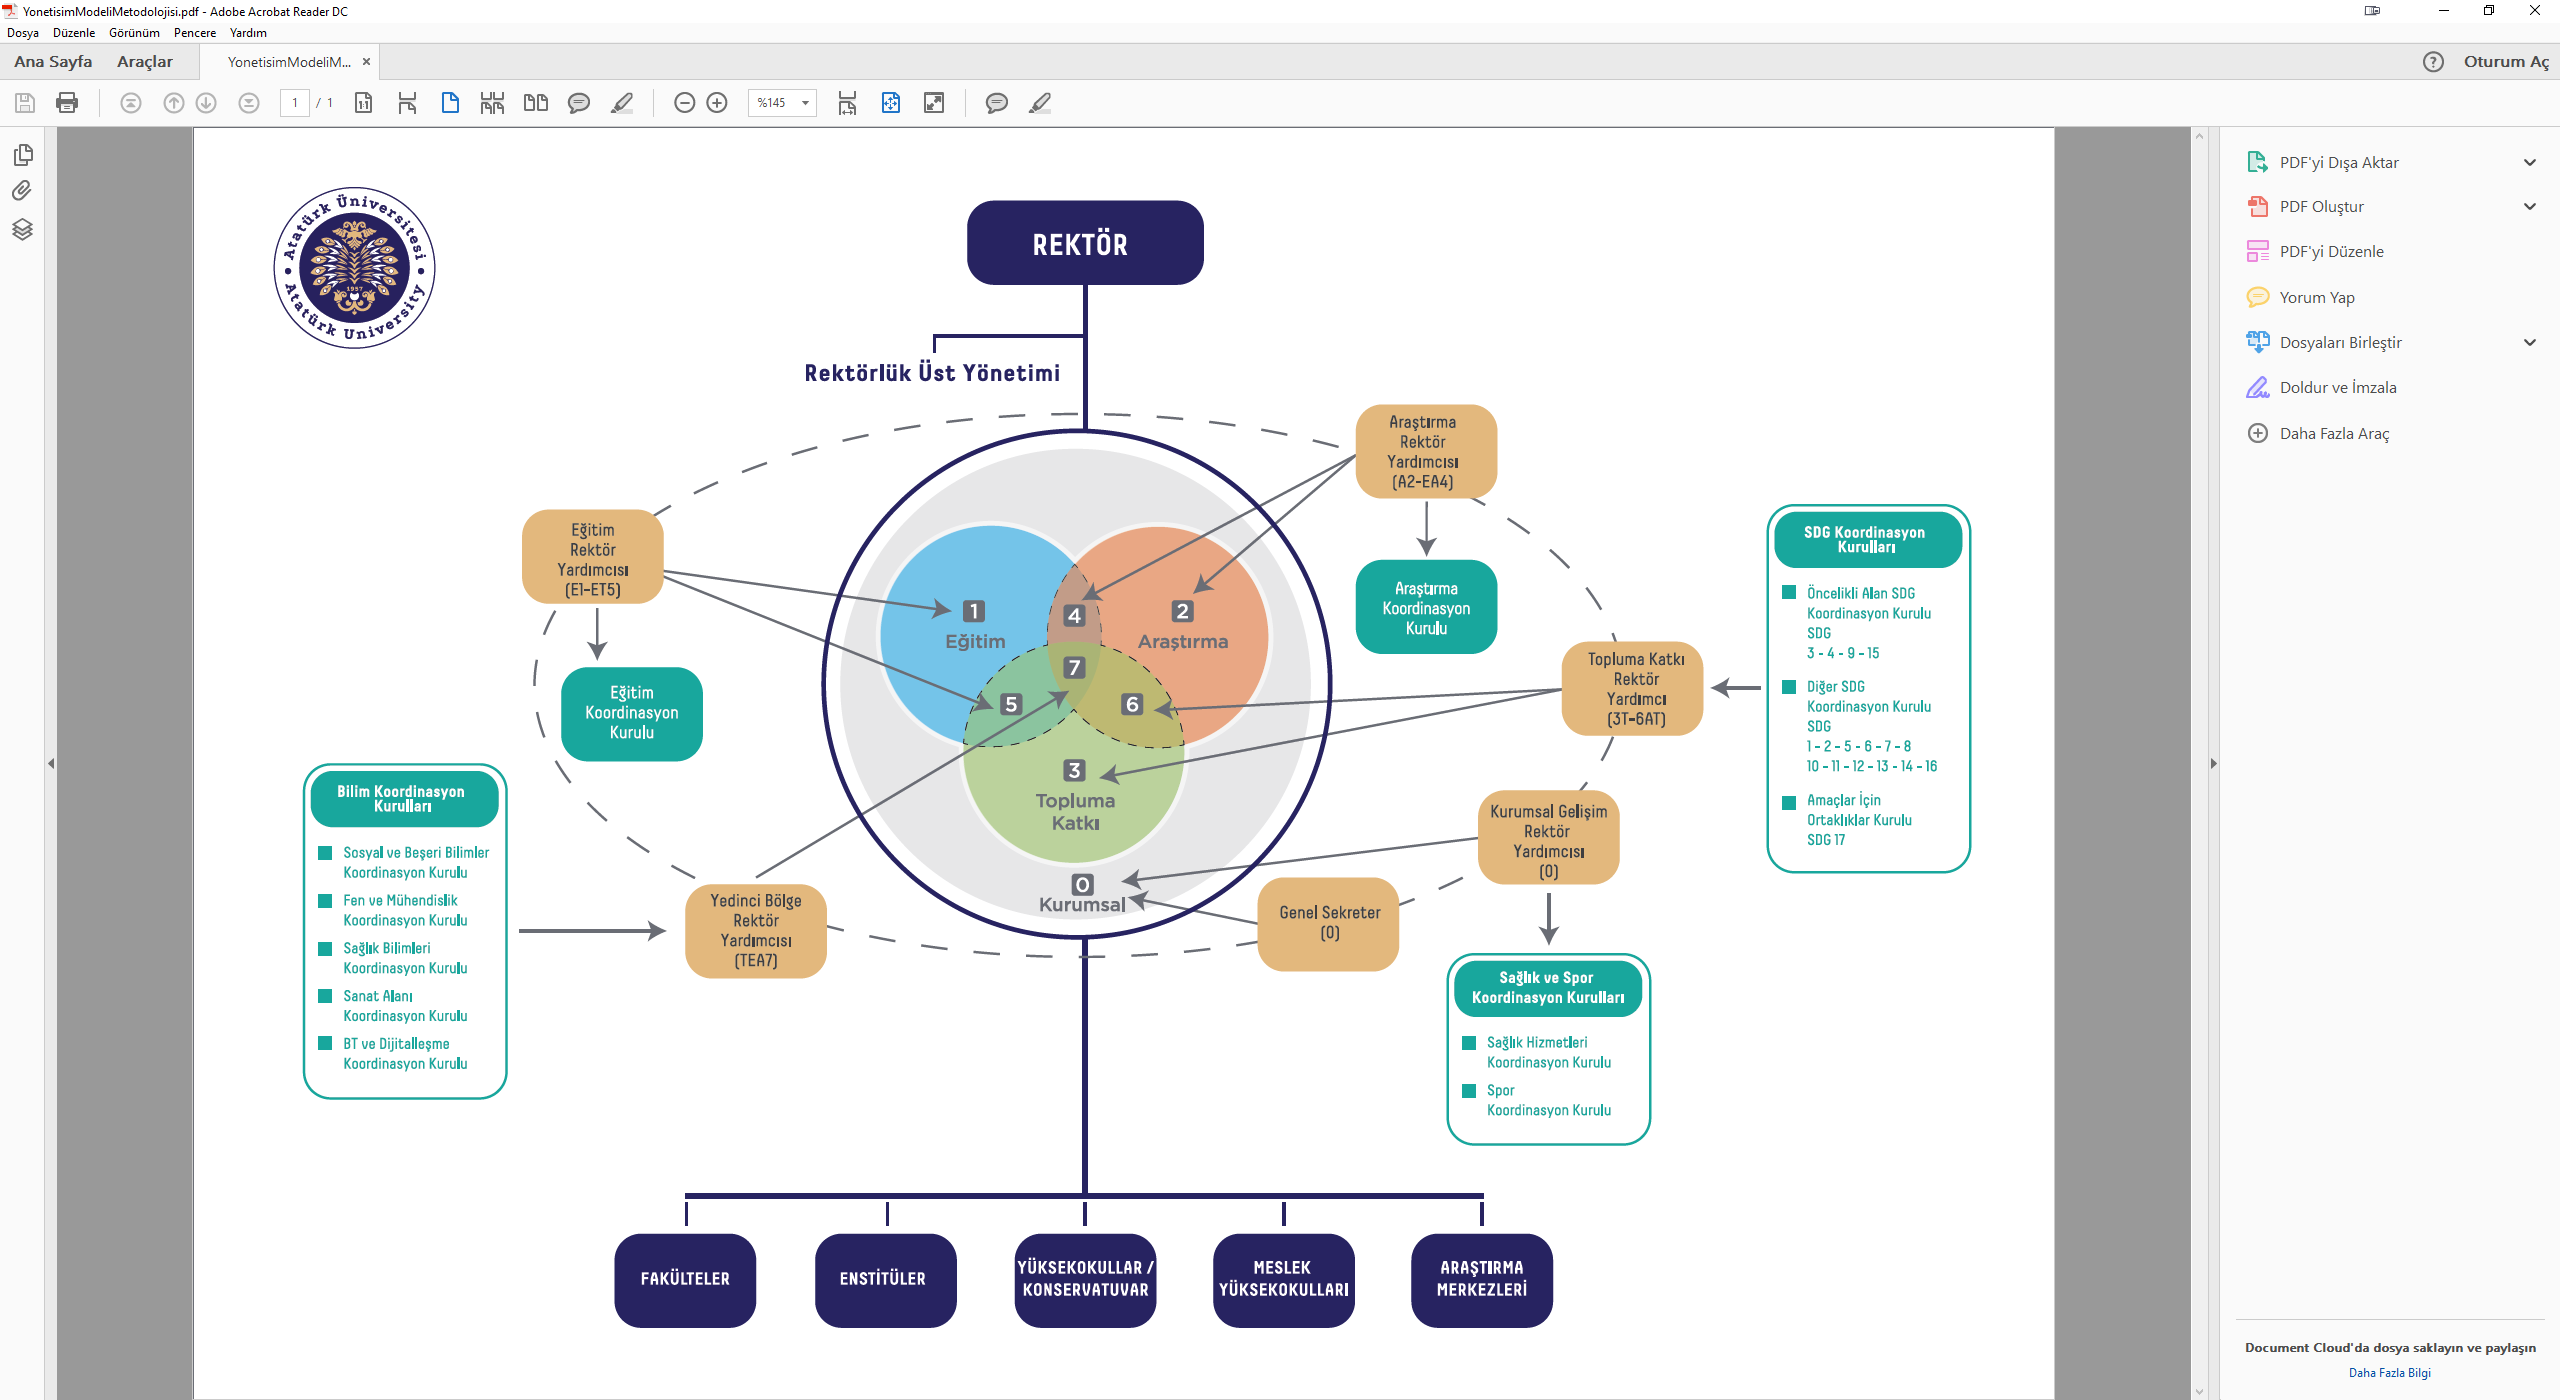 YonetisimModeliMetodolojisi.pdf - Adobe Acrobat Reader DC
Dosya Düzenle Görünüm Pencere Yardım
Ana Sayfa Araçlar YonetisimModeliM... Oturum Aç
1 / 1 %145
Atatürk Üniversitesi
1957
Atatürk University
REKTÖR
Rektörlük Üst Yönetimi
Araştırma
Rektör
Yardımcısı
(A2-EA4)
Araştırma
Koordinasyon
Kurulu
Eğitim
Rektör
Yardımcısı
(E1-ET5)
Eğitim
Koordinasyon
Kurulu
1
Eğitim
4
2
Araştırma
7
5
6
3
Topluma
Katkı
0
Kurumsal
Topluma Katkı
Rektör
Yardımcı
(3T-6AT)
SDG Koordinasyon
Kurulları
Öncelikli Alan SDG
Koordinasyon Kurulu
SDG
3 - 4 - 9 - 15
Diğer SDG
Koordinasyon Kurulu
SDG
1 - 2 - 5 - 6 - 7 - 8
10 - 11 - 12 - 13 - 14 - 16
Amaçlar İçin
Ortaklıklar Kurulu
SDG 17
Bilim Koordinasyon
Kurulları
Sosyal ve Beşeri Bilimler
Koordinasyon Kurulu
Fen ve Mühendislik
Koordinasyon Kurulu
Sağlık Bilimleri
Koordinasyon Kurulu
Sanat Alanı
Koordinasyon Kurulu
BT ve Dijitalleşme
Koordinasyon Kurulu
Yedinci Bölge
Rektör
Yardımcısı
(TEA7)
Kurumsal Gelişim
Rektör
Yardımcısı
(0)
Genel Sekreter
(0)
Sağlık ve Spor
Koordinasyon Kurulları
Sağlık Hizmetleri
Koordinasyon Kurulu
Spor
Koordinasyon Kurulu
FAKÜLTELER
ENSTİTÜLER
YÜKSEKOKULLAR /
KONSERVATUVAR
MESLEK
YÜKSEKOKULLARI
ARAŞTIRMA
MERKEZLERİ
PDF'yi Dışa Aktar
PDF Oluştur
PDF'yi Düzenle
Yorum Yap
Dosyaları Birleştir
Doldur ve İmzala
Daha Fazla Araç
Document Cloud'da dosya saklayın ve paylaşın
Daha Fazla Bilgi